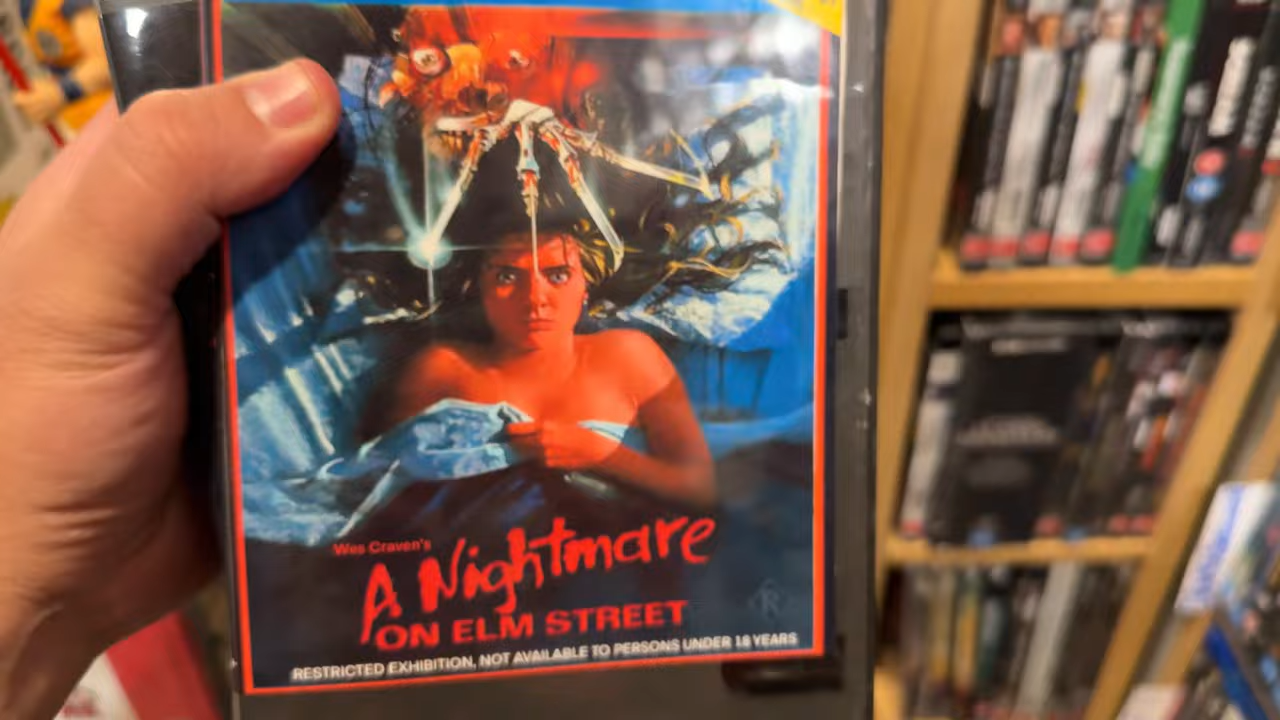 Wes Craven's
A Nightmare
ON ELM STREET
R
RESTRICTED EXHIBITION, NOT AVAILABLE TO PERSONS UNDER 18 YEARS